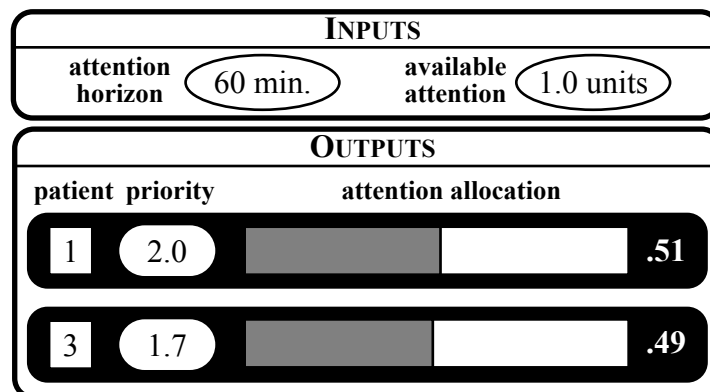 INPUTS
attention horizon 60 min. available attention 1.0 units
OUTPUTS
patient priority attention allocation
1 2.0 .51
3 1.7 .49